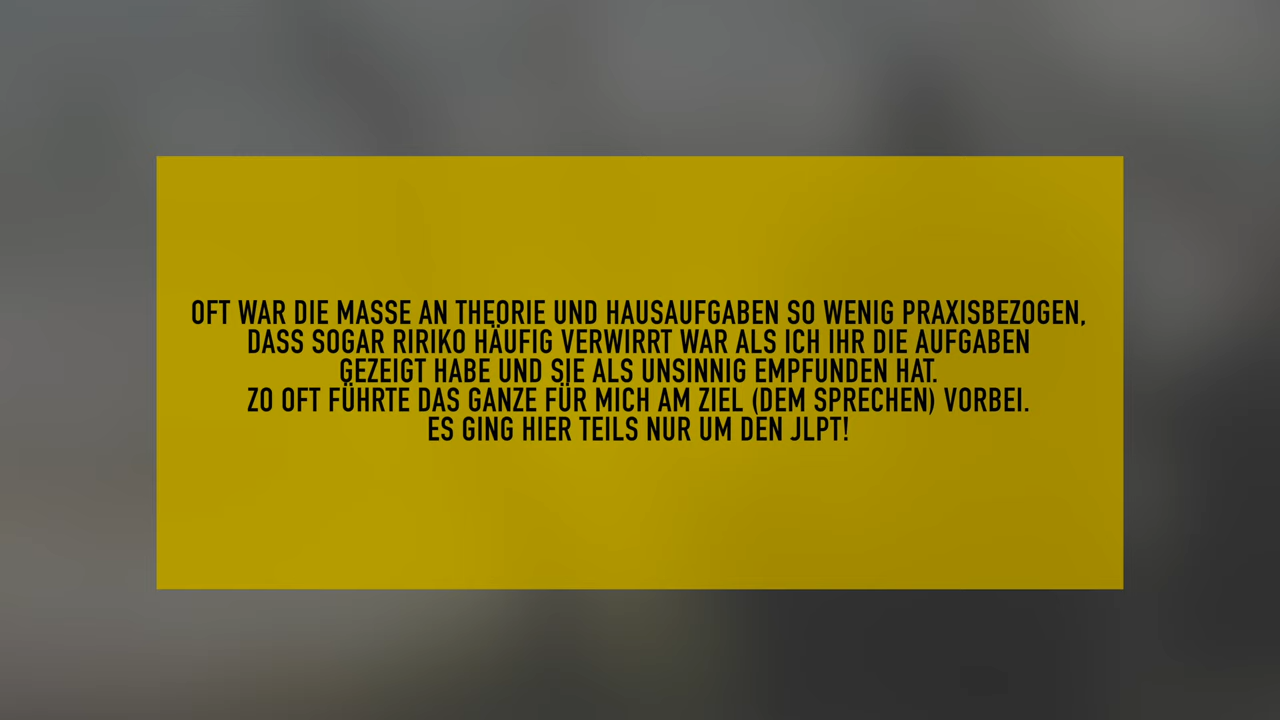 OFT WAR DIE MASSE AN THEORIE UND HAUSAUFGABEN SO WENIG PRAXISBEZOGEN,
DASS SOGAR RIRIKO HÄUFIG VERWIRRT WAR ALS ICH IHR DIE AUFGABEN
GEZEIGT HABE UND SIE ALS UNSINNIG EMPFUNDEN HAT.
ZO OFT FÜHRTE DAS GANZE FÜR MICH AM ZIEL (DEM SPRECHEN) VORBEI.
ES GING HIER TEILS NUR UM DEN JLPT!